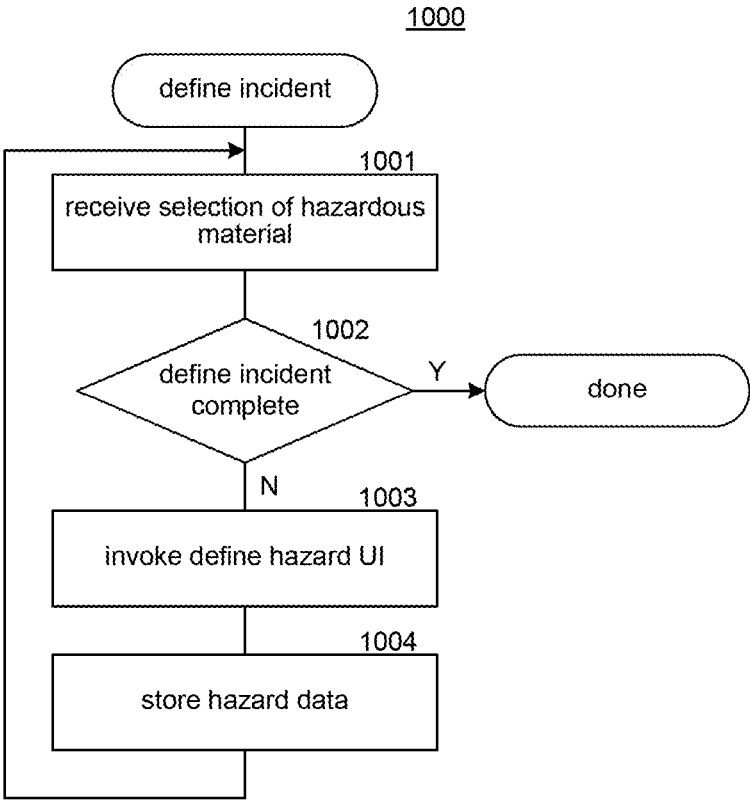 1000
define incident
1001
receive selection of hazardous
material
1002
define incident
complete
Y
done
N
1003
invoke define hazard UI
1004
store hazard data